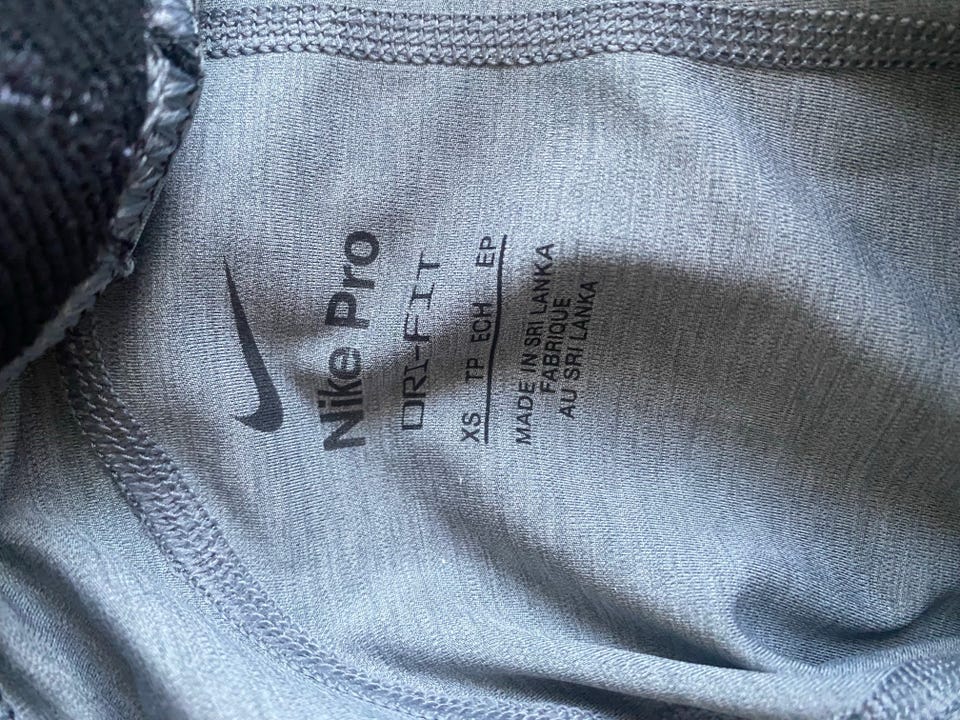 Nike Pro
DRI-FIT
XS TP ECH EP
MADE IN SRI LANKA
FABRIQUE
AU SRI LANKA